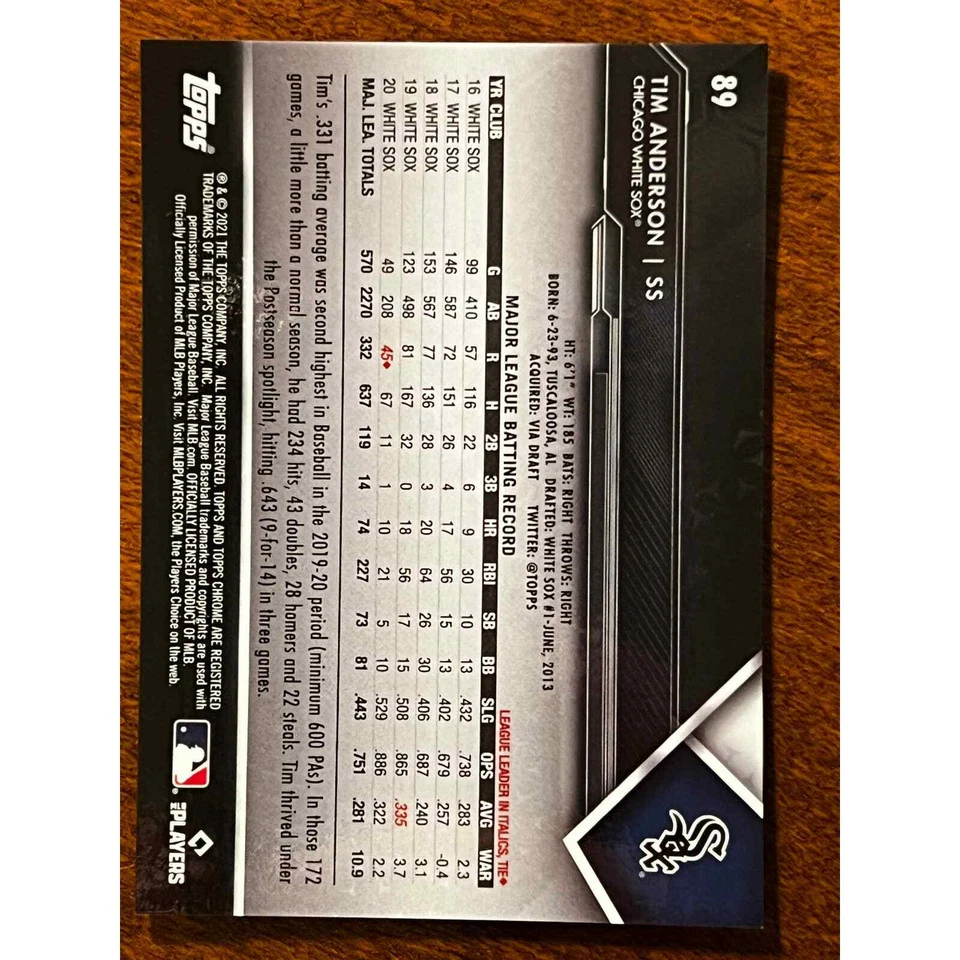 89
TIM ANDERSON | SS
CHICAGO WHITE SOX®
Sox
®
HT: 6'1" WT: 185 BATS: RIGHT THROWS: RIGHT
BORN: 6-23-93, TUSCALOOSA, AL DRAFTED: WHITE SOX #1-JUNE, 2013
ACQUIRED: VIA DRAFT TWITTER: @TOPPS
MAJOR LEAGUE BATTING RECORD
LEAGUE LEADER IN ITALICS, TIE♦
YR CLUB G AB R H 2B 3B HR RBI SB BB SLG OPS AVG WAR
16 WHITE SOX 99 410 57 116 22 6 9 30 10 13 .432 .738 .283 2.3
17 WHITE SOX 146 587 72 151 26 4 17 56 15 13 .402 .679 .257 -0.4
18 WHITE SOX 153 567 77 136 28 3 20 64 26 30 .406 .687 .240 3.1
19 WHITE SOX 123 498 81 167 32 0 18 56 17 15 .508 .865 .335 3.7
20 WHITE SOX 49 208 45♦ 67 11 1 10 21 5 10 .529 .886 .322 2.2
MAJ. LEA. TOTALS 570 2270 332 637 119 14 74 227 73 81 .443 .751 .281 10.9
Tim's .331 batting average was second highest in Baseball in the 2019-20 period (minimum 600 PAs). In those 172
games, a little more than a normal season, he had 234 hits, 43 doubles, 28 homers and 22 steals. Tim thrived under
the Postseason spotlight, hitting .643 (9-for-14) in three games.
topps®
® & © 2021 THE TOPPS COMPANY, INC. ALL RIGHTS RESERVED. TOPPS AND TOPPS CHROME ARE REGISTERED
TRADEMARKS OF THE TOPPS COMPANY, INC. Major League Baseball trademarks and copyrights are used with
permission of Major League Baseball. Visit MLB.com. OFFICIALLY LICENSED PRODUCT OF MLB.
Officially Licensed Product of MLB Players, Inc. Visit MLBPLAYERS.COM, the Players Choice on the web.
®
MLB PLAYERS